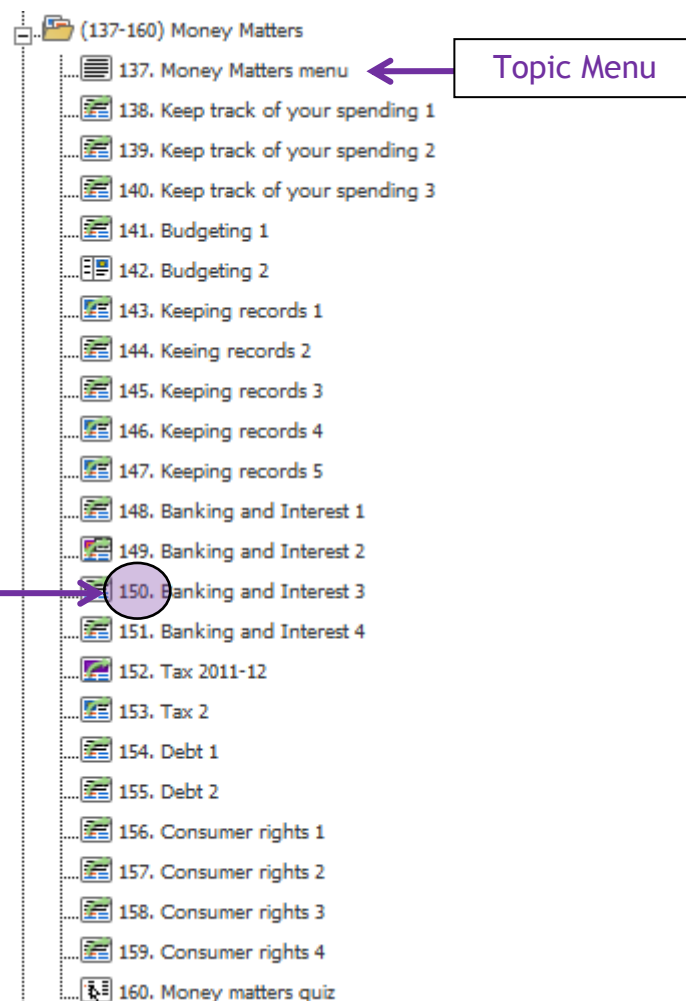 (137-160) Money Matters
137. Money Matters menu
Topic Menu
138. Keep track of your spending 1
139. Keep track of your spending 2
140. Keep track of your spending 3
141. Budgeting 1
142. Budgeting 2
143. Keeping records 1
144. Keeing records 2
145. Keeping records 3
146. Keeping records 4
147. Keeping records 5
148. Banking and Interest 1
149. Banking and Interest 2
150. Banking and Interest 3
151. Banking and Interest 4
152. Tax 2011-12
153. Tax 2
154. Debt 1
155. Debt 2
156. Consumer rights 1
157. Consumer rights 2
158. Consumer rights 3
159. Consumer rights 4
160. Money matters quiz